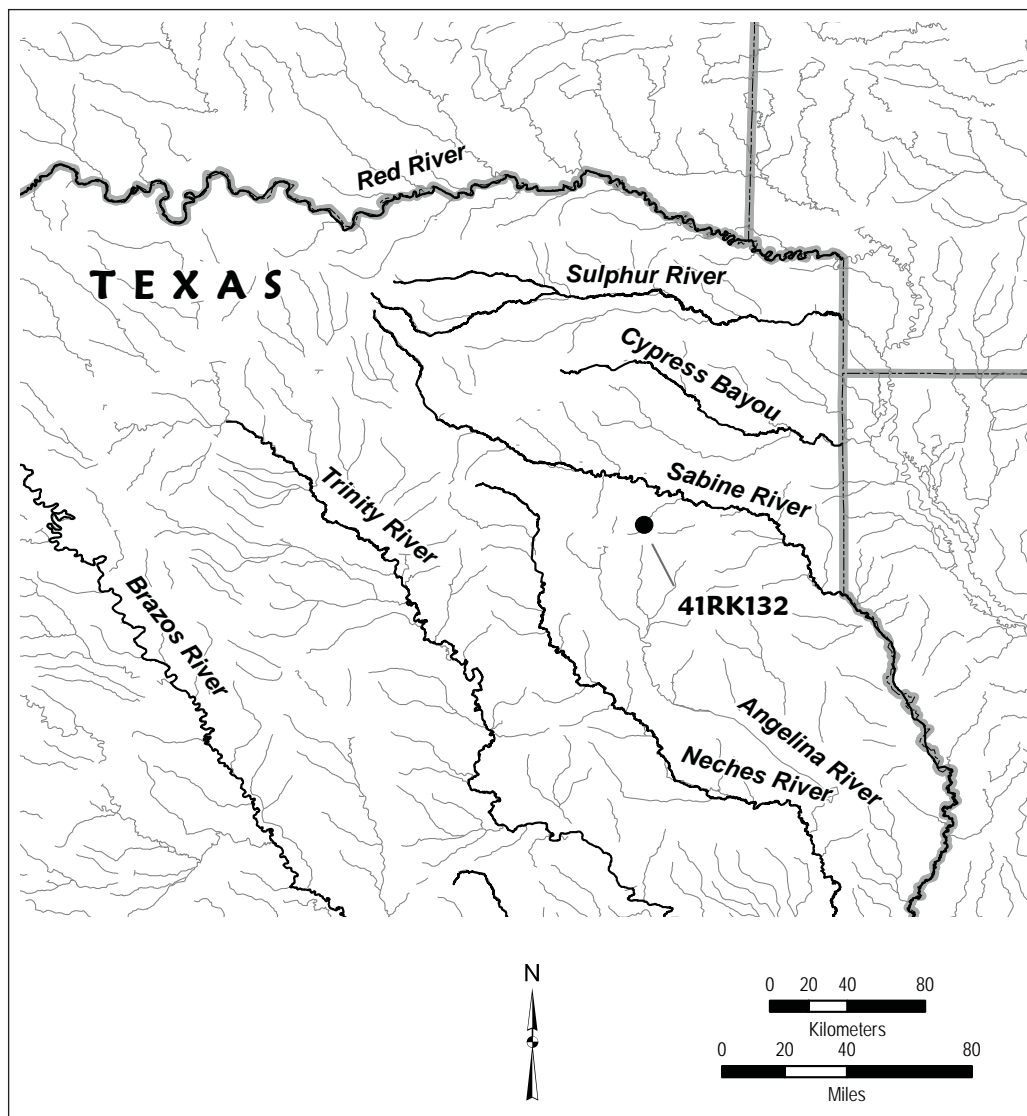 Red River
TEXAS
Sulphur River
Cypress Bayou
Sabine River
Trinity River
41RK132
Brazos River
Angelina River
Neches River
N
0 20 40 80
Kilometers
0 20 40 80
Miles